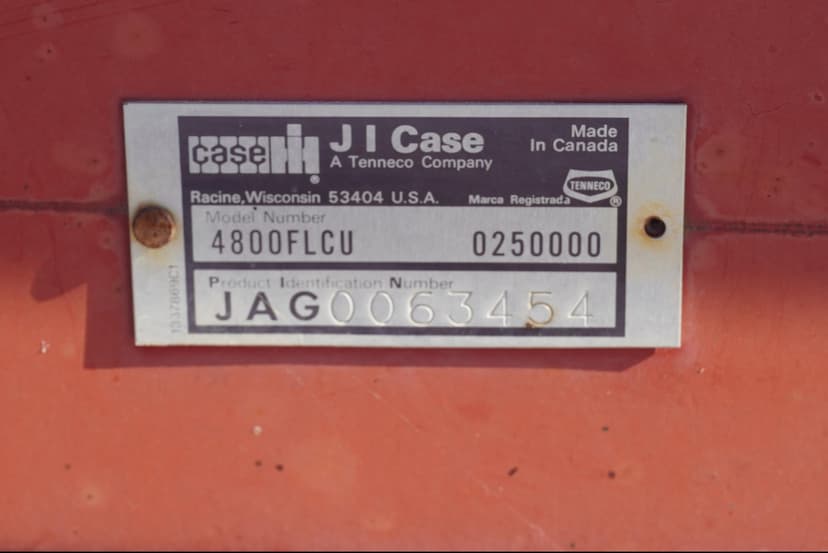 case IH ® J I Case
A Tenneco Company
Made
In Canada
Racine, Wisconsin 53404 U.S.A. Marca Registrada TENNECO ®
Model Number
4800FLCU 0250000
Product Identification Number
JAG0063454